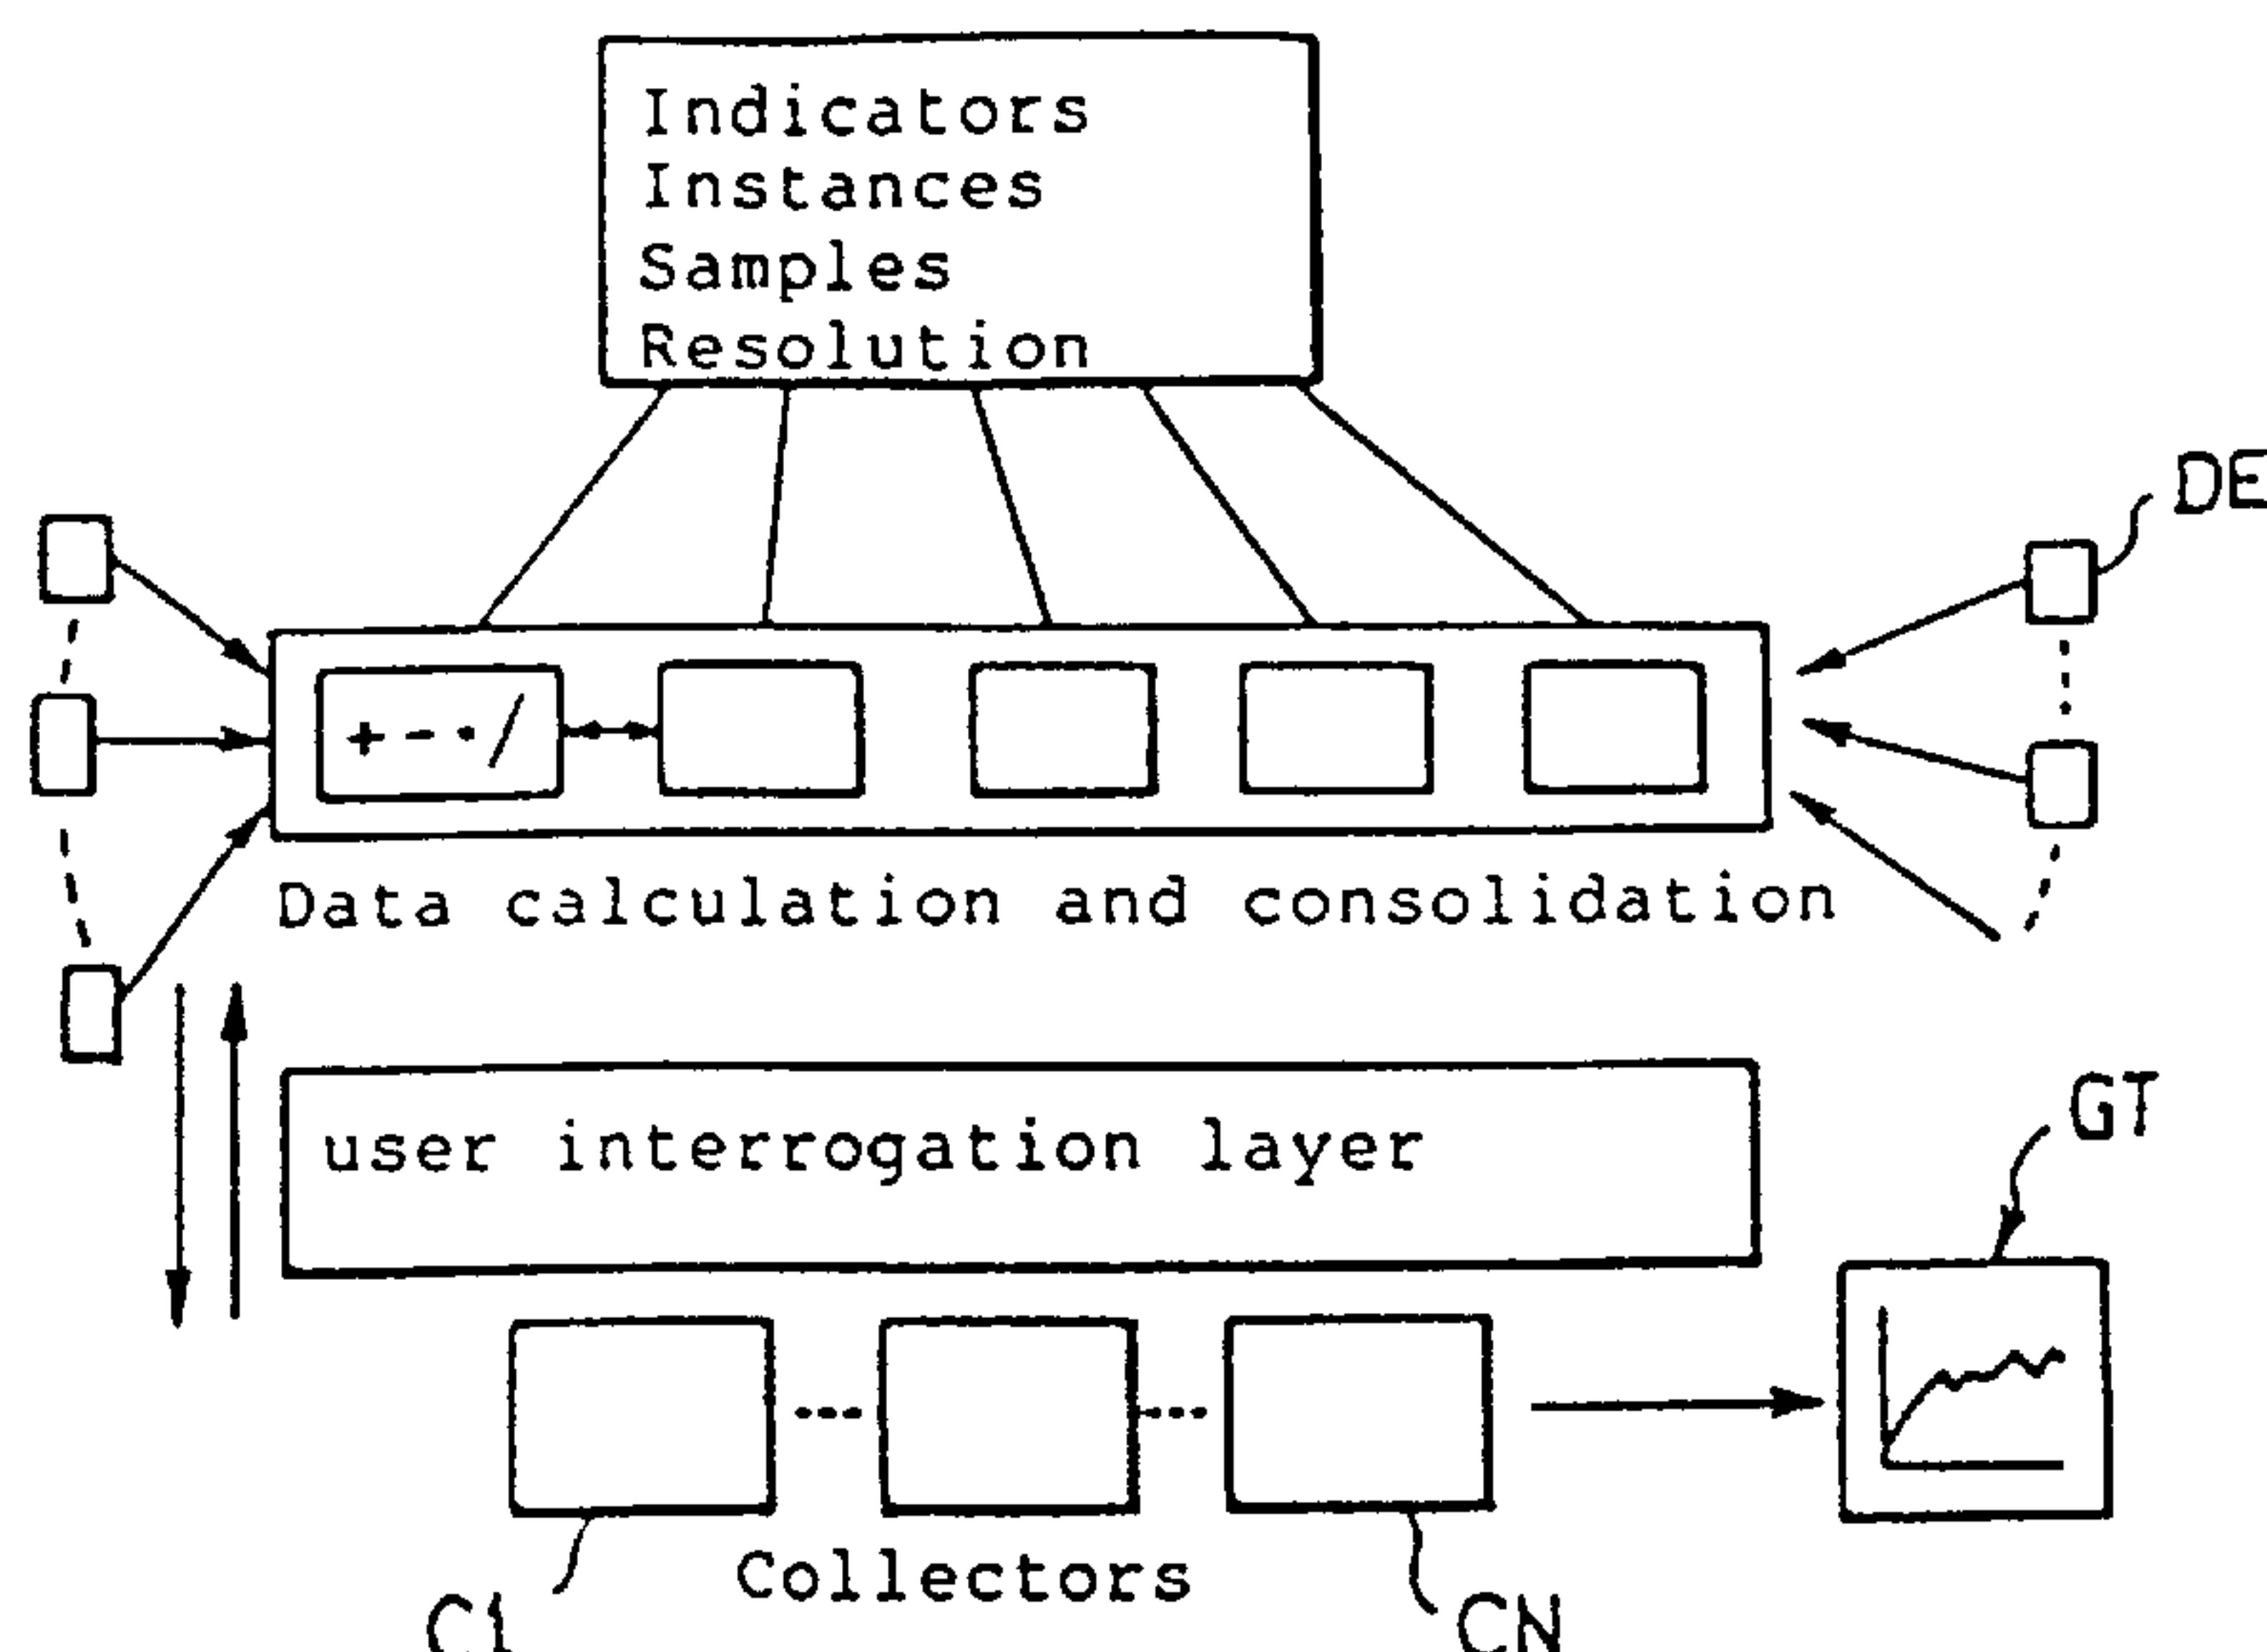 Indicators
Instances
Samples
Resolution
DE
+ - • /
Data calculation and consolidation
user interrogation layer
GT
Collectors
C1
CN